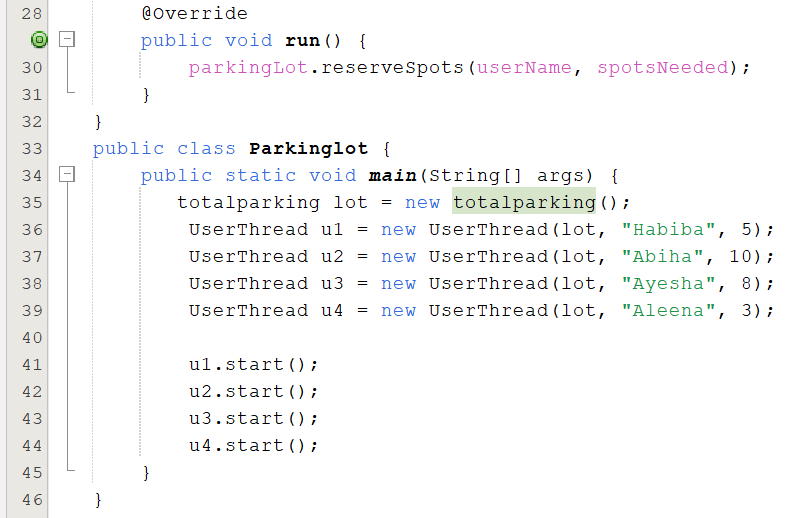 28 @Override
public void run() {
30 parkingLot.reserveSpots(userName, spotsNeeded);
31 }
32 }
33 public class Parkinglot {
34 public static void main(String[] args) {
35 totalparking lot = new totalparking();
36 UserThread u1 = new UserThread(lot, "Habiba", 5);
37 UserThread u2 = new UserThread(lot, "Abiha", 10);
38 UserThread u3 = new UserThread(lot, "Ayesha", 8);
39 UserThread u4 = new UserThread(lot, "Aleena", 3);
40
41 u1.start();
42 u2.start();
43 u3.start();
44 u4.start();
45 }
46 }